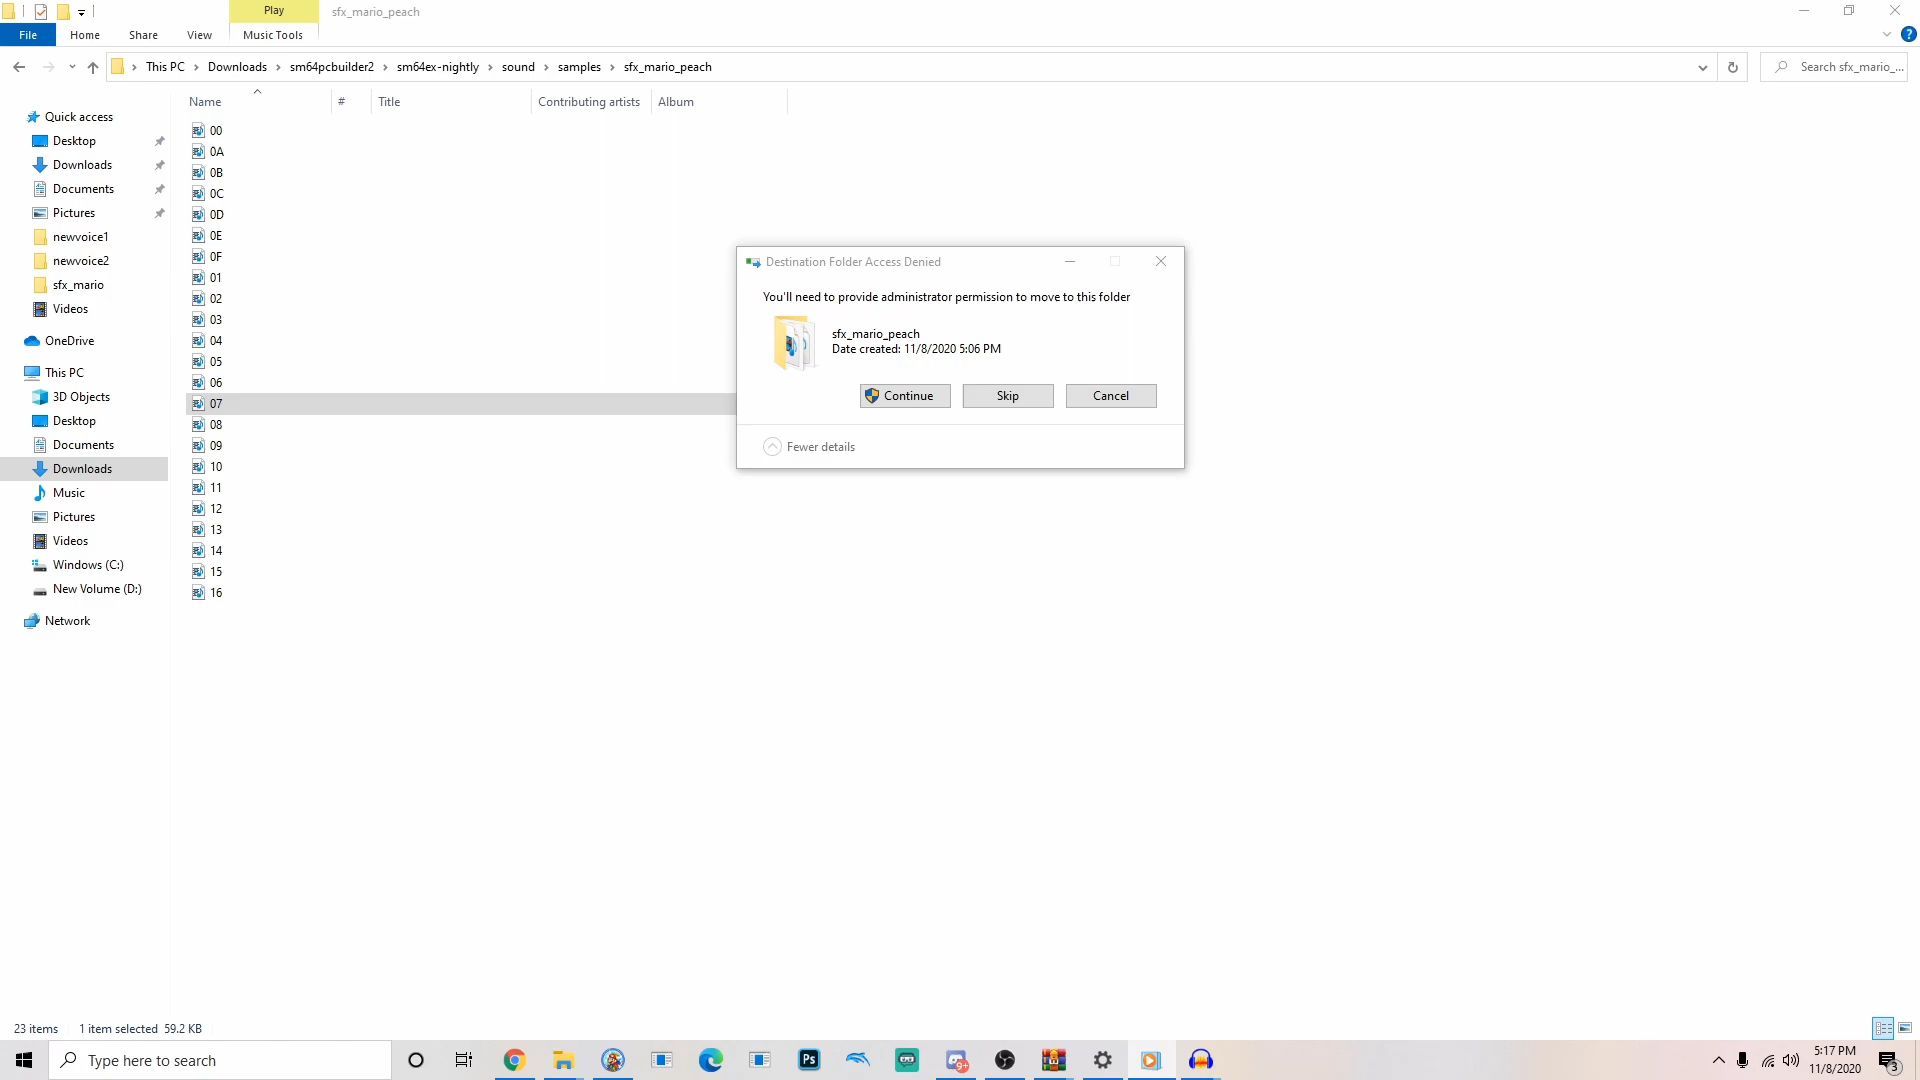 Play
sfx_mario_peach
File
Home
Share
View
Music Tools
?
This PC
Downloads
sm64pcbuilder2
sm64ex-nightly
sound
samples
sfx_mario_peach
Search sfx_mario_...
Name
#
Title
Contributing artists
Album
Quick access
Desktop
Downloads
Documents
Pictures
newvoice1
newvoice2
sfx_mario
Videos
OneDrive
This PC
3D Objects
Desktop
Documents
Downloads
Music
Pictures
Videos
Windows (C:)
New Volume (D:)
Network
00
0A
0B
0C
0D
0E
0F
01
02
03
04
05
06
07
08
09
10
11
12
13
14
15
16
Destination Folder Access Denied
You'll need to provide administrator permission to move to this folder
sfx_mario_peach
Date created: 11/8/2020 5:06 PM
Continue
Skip
Cancel
Fewer details
23 items
1 item selected 59.2 KB
Type here to search
Ps
9+
5:17 PM
11/8/2020
3